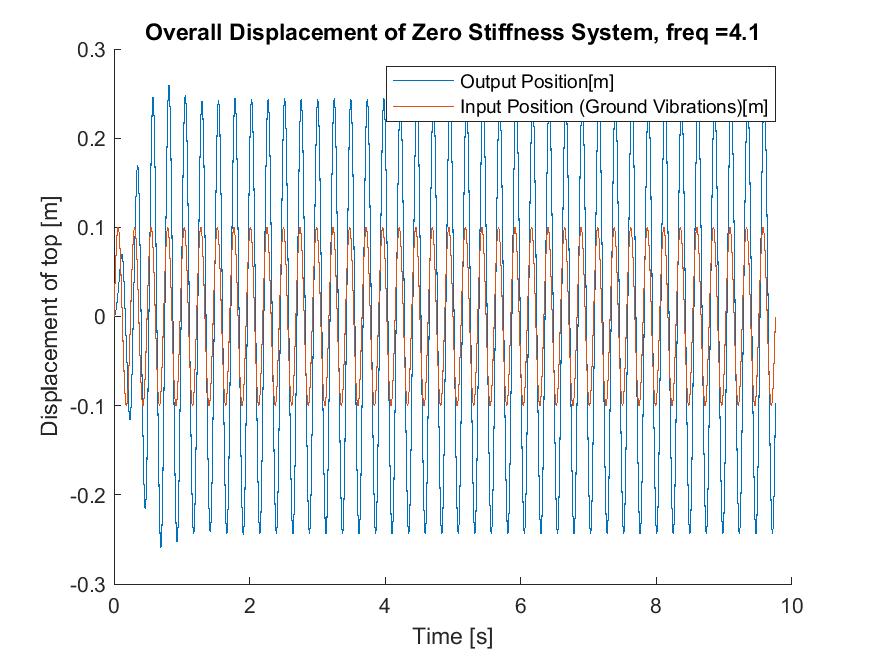 Overall Displacement of Zero Stiffness System, freq =4.1
0.3
Output Position[m]
Input Position (Ground Vibrations)[m]
0.2
0.1
0
-0.1
-0.2
-0.3
Displacement of top [m]
0 2 4 6 8 10
Time [s]